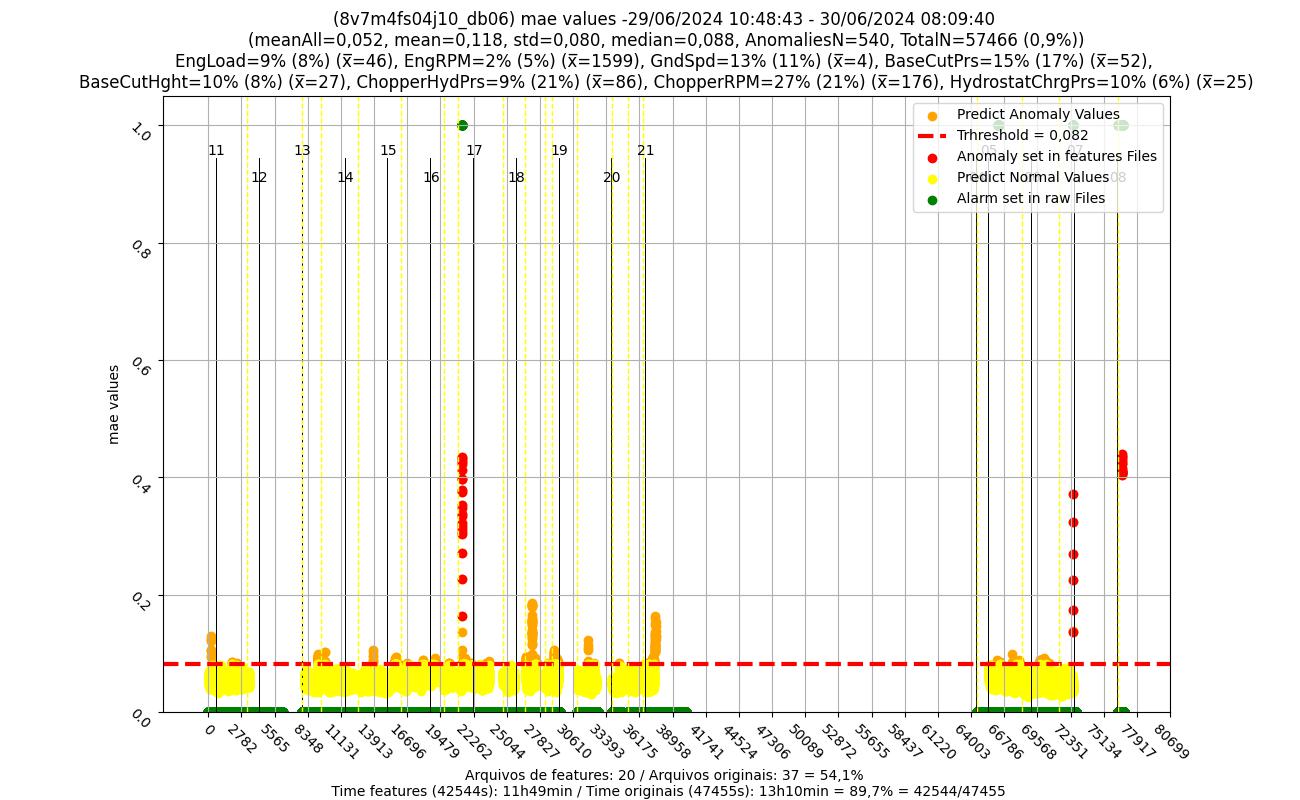 (8v7m4fs04j10_db06) mae values -29/06/2024 10:48:43 - 30/06/2024 08:09:40
(meanAll=0,052, mean=0,118, std=0,080, median=0,088, AnomaliesN=540, TotalN=57466 (0,9%))
EngLoad=9% (8%) (x̅=46), EngRPM=2% (5%) (x̅=1599), GndSpd=13% (11%) (x̅=4), BaseCutPrs=15% (17%) (x̅=52),
BaseCutHght=10% (8%) (x̅=27), ChopperHydPrs=9% (21%) (x̅=86), ChopperRPM=27% (21%) (x̅=176), HydrostatChrgPrs=10% (6%) (x̅=25)
Predict Anomaly Values
Trhreshold = 0,082
Anomaly set in features Files
Predict Normal Values
Alarm set in raw Files
11 13 15 17 19 21 05 07
12 14 16 18 20 08
mae values
1.0
0.8
0.6
0.4
0.2
0.0
0 2782 5565 8348 11131 13913 16696 19479 22262 25044 27827 30610 33393 36175 38958 41741 44524 47306 50089 52872 55655 58437 61220 64003 66786 69568 72351 75134 77917 80699
Arquivos de features: 20 / Arquivos originais: 37 = 54,1%
Time features (42544s): 11h49min / Time originais (47455s): 13h10min = 89,7% = 42544/47455